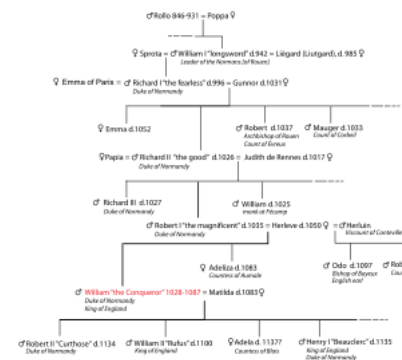 ♂Rollo 846-931 = Poppa ♀
♀ Sprota = ♂ William I "longsword" d.942 = Liègard (Liutgard), d. 985 ♀
Leader of the Normans (of Rouen)
♀ Emma of Paris = ♂ Richard I "the fearless" d.996 = Gunnor d.1031♀
Duke of Normandy
♀ Emma d.1052 ♂ Robert d.1037 ♂ Mauger d.1033
Archbishop of Rouen Count of Corbeil
Count of Evreux
♀Papia = ♂ Richard II "the good" d.1026 = Judith de Rennes d.1017 ♀
Duke of Normandy
♂ Richard III d.1027 ♂ William d.1025
Duke of Normandy monk at Fécamp
♂ Robert I "the magnificent" d.1035 = Herleve d.1050 ♀ = ♂Herluin
Duke of Normandy Viscount of Conteville
♀ Adeliza d.1083 ♂ Odo d.1097 ♂
Countess of Aumale Bishop of Bayeux
English earl
♂ William "the Conqueror" 1028-1087 = Matilda d.1083♀
Duke of Normandy
King of England
♂ Robert II "Curthose" d.1134 ♂ William II "Rufus" d.1100 ♀Adela d.1137? ♂ Henry I "Beauclerc" d.1135
Duke of Normandy King of England Countess of Blois King of England
Duke of Normandy